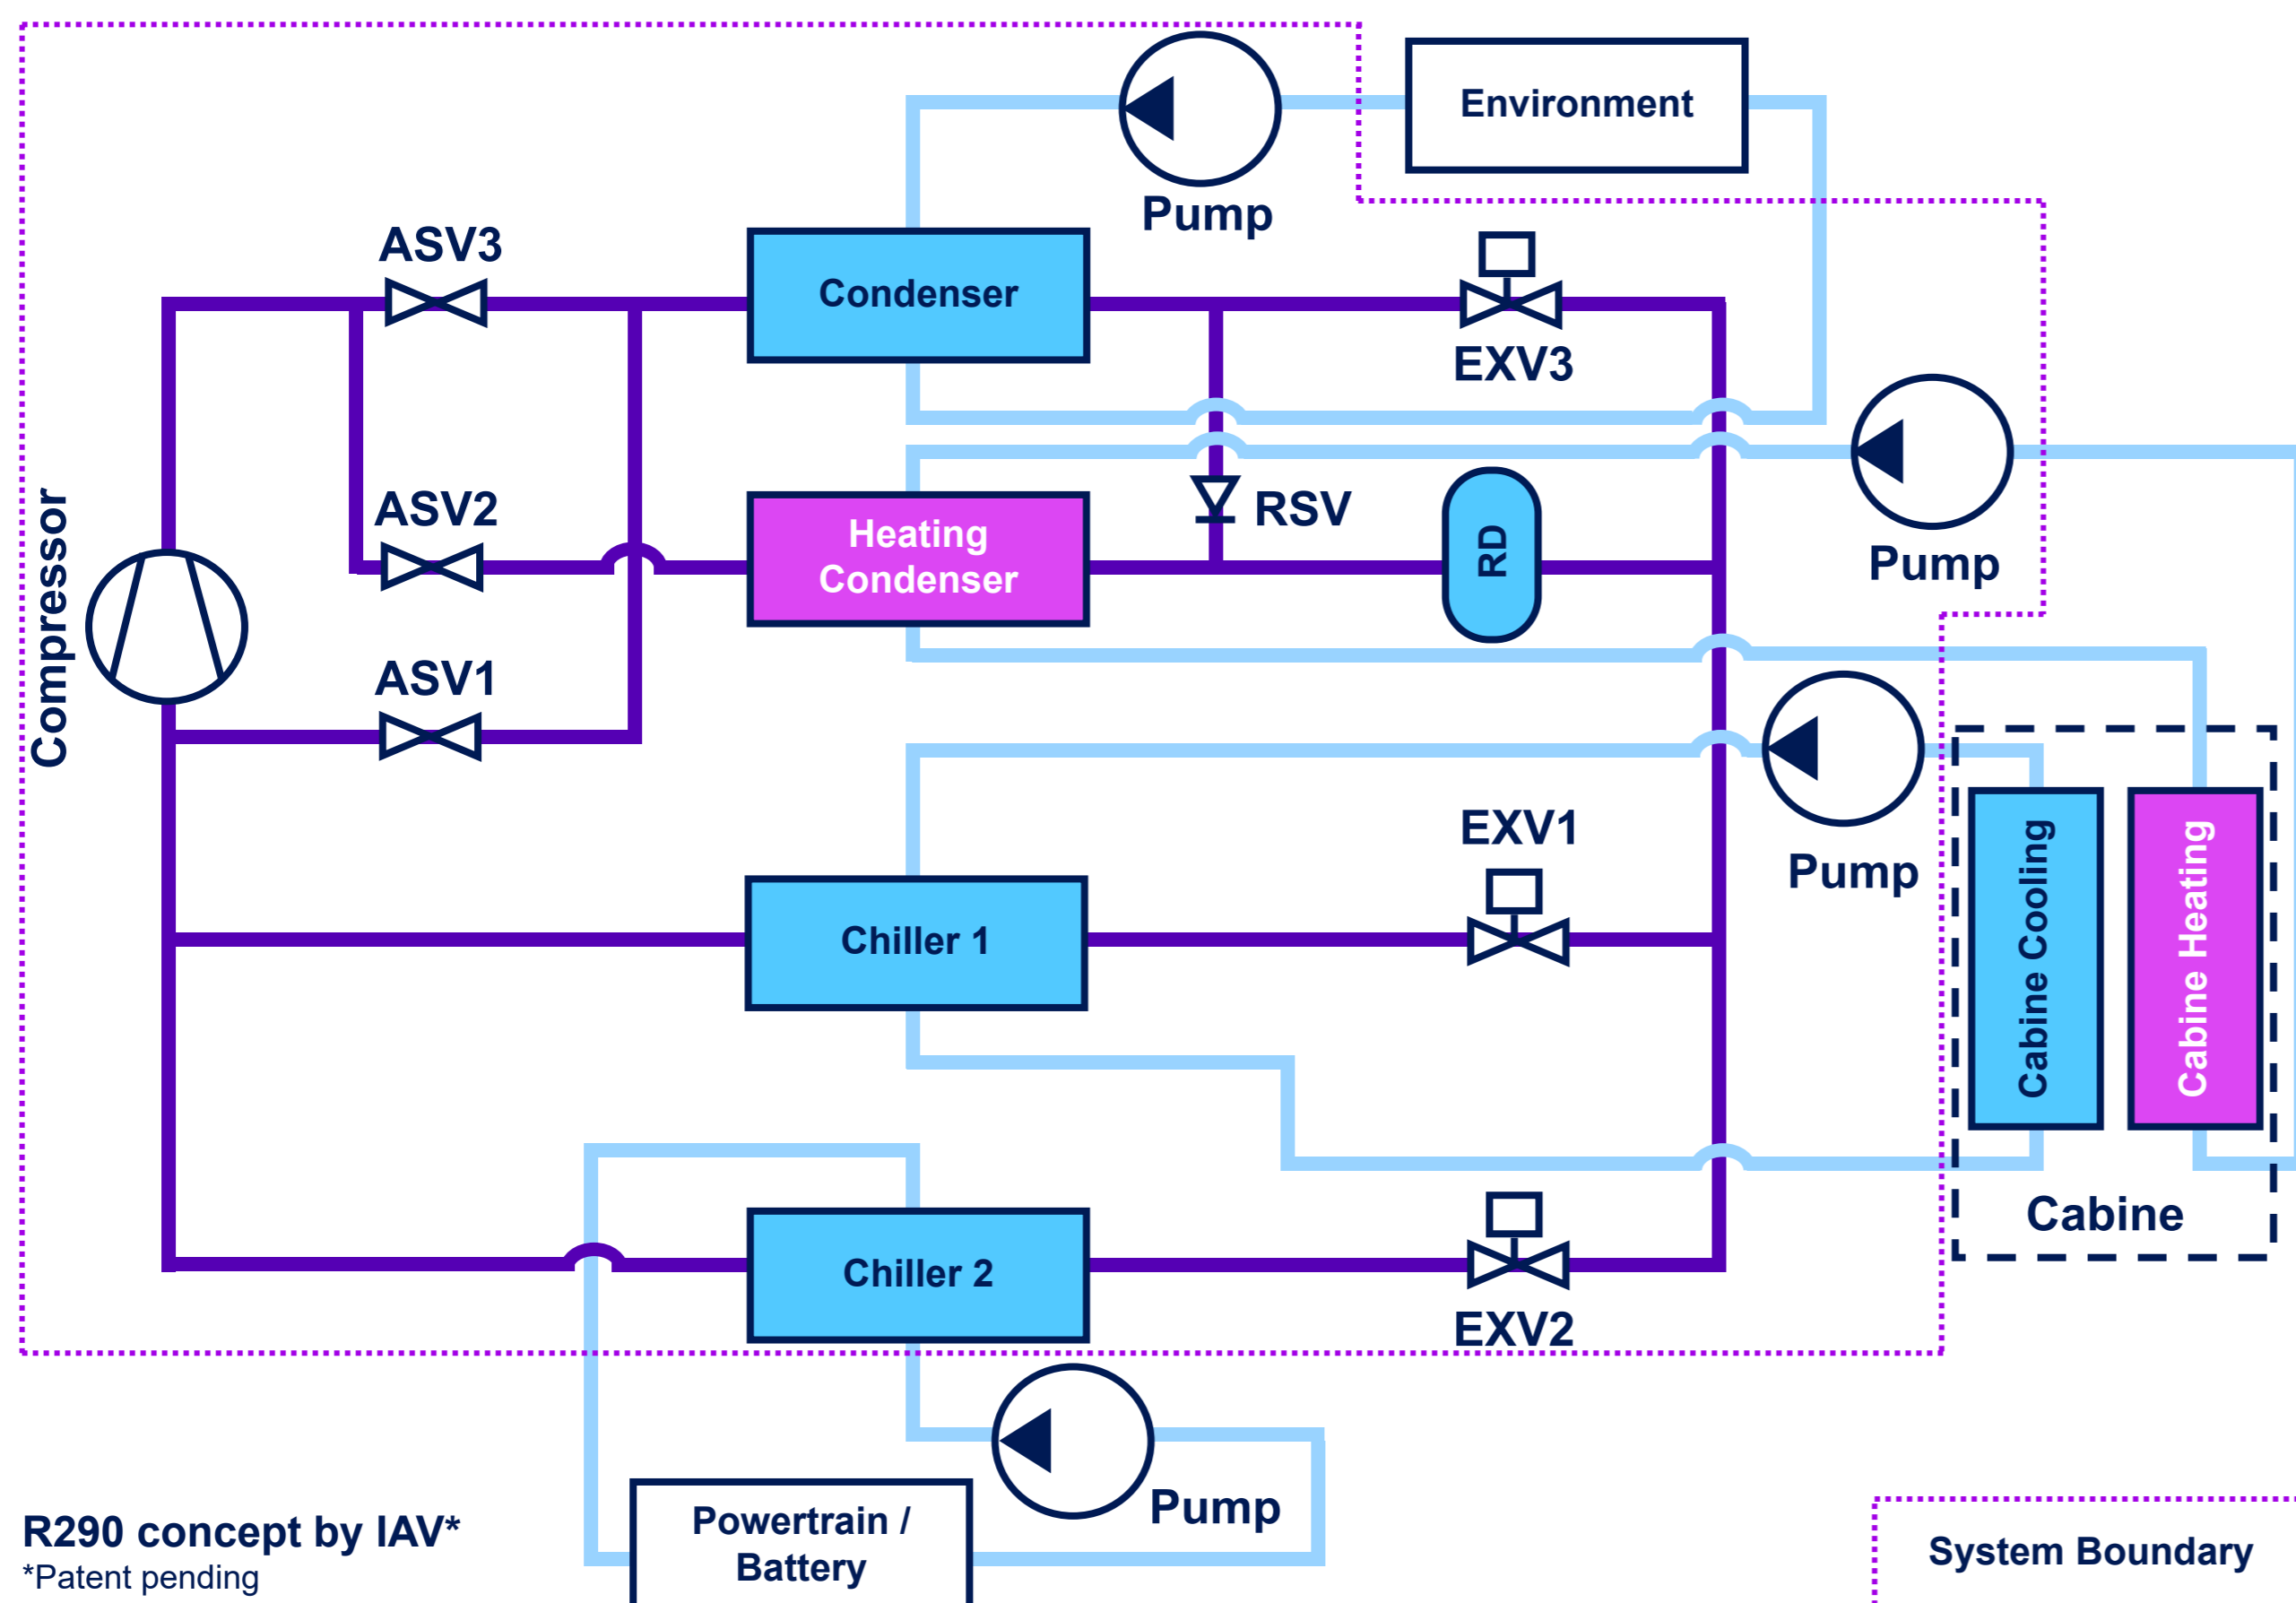 Environment
Pump
ASV3
Condenser
EXV3
Compressor
ASV2
Heating
Condenser
RSV
RD
Pump
ASV1
EXV1
Pump
Cabine Cooling
Cabine Heating
Chiller 1
Cabine
Chiller 2
EXV2
Pump
Powertrain /
Battery
R290 concept by IAV*
*Patent pending
System Boundary